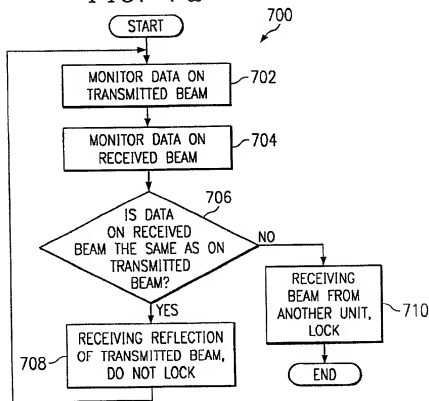 START
700
MONITOR DATA ON
TRANSMITTED BEAM
702
MONITOR DATA ON
RECEIVED BEAM
704
706
IS DATA
ON RECEIVED
BEAM THE SAME AS ON
TRANSMITTED
BEAM?
NO
YES
RECEIVING
BEAM FROM
ANOTHER UNIT,
LOCK
710
708
RECEIVING REFLECTION
OF TRANSMITTED BEAM,
DO NOT LOCK
END